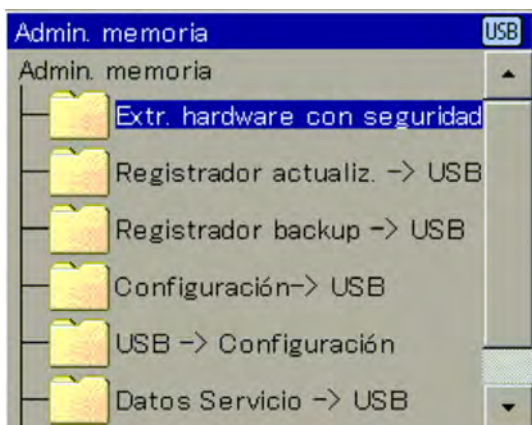 Admin. memoria USB
Admin. memoria
Extr. hardware con seguridad
Registrador actualiz. -> USB
Registrador backup -> USB
Configuración-> USB
USB -> Configuración
Datos Servicio -> USB